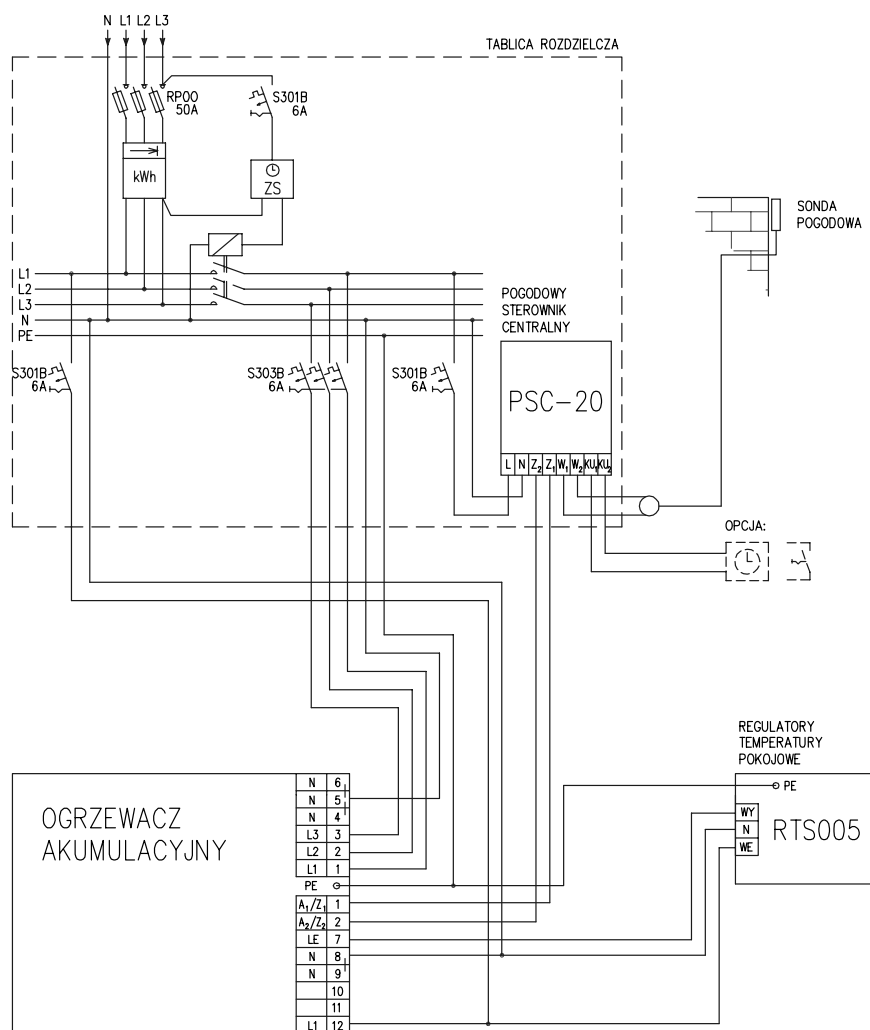 N L1 L2 L3
TABLICA ROZDZIELCZA
RP00
50A
S301B
6A
kWh
ZS
SONDA
POGODOWA
L1
L2
L3
N
PE
POGODOWY
STEROWNIK
CENTRALNY
S301B
6A
S303B
6A
S301B
6A
PSC-20
L N Z₂ Z₁ W₁ W₂ KU₁ KU₂
OPCJA:
REGULATORY
TEMPERATURY
POKOJOWE
PE
WY
N
WE
RTS005
OGRZEWACZ
AKUMULACYJNY
N 6
N 5
N 4
L3 3
L2 2
L1 1
PE
A₁/Z₁ 1
A₂/Z₂ 2
LE 7
N 8
N 9
10
11
L1 12